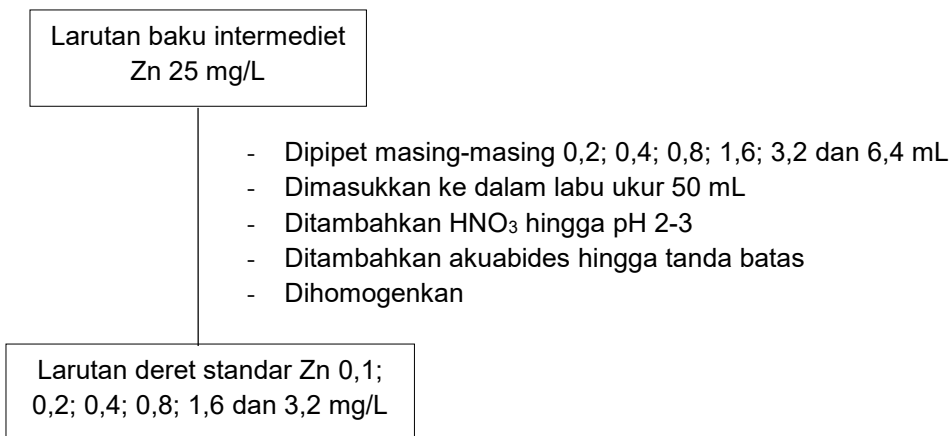 Larutan baku intermediet
Zn 25 mg/L
- Dipipet masing-masing 0,2; 0,4; 0,8; 1,6; 3,2 dan 6,4 mL
- Dimasukkan ke dalam labu ukur 50 mL
- Ditambahkan HNO₃ hingga pH 2-3
- Ditambahkan akuabides hingga tanda batas
- Dihomogenkan
Larutan deret standar Zn 0,1;
0,2; 0,4; 0,8; 1,6 dan 3,2 mg/L